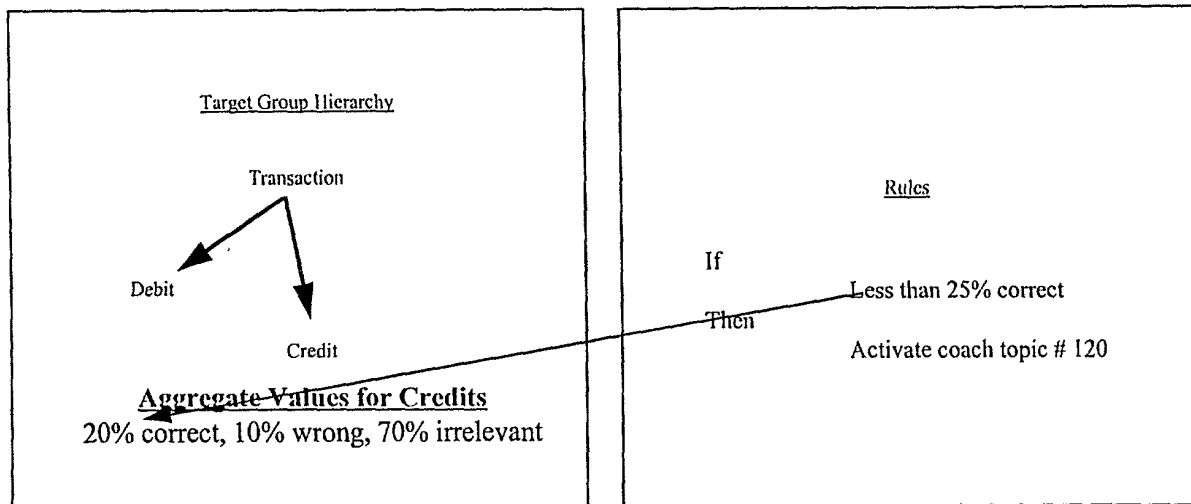 Target Group Hierarchy
Transaction
Debit
Credit
Aggregate Values for Credits
20% correct, 10% wrong, 70% irrelevant
Rules
If
Less than 25% correct
Then
Activate coach topic # 120